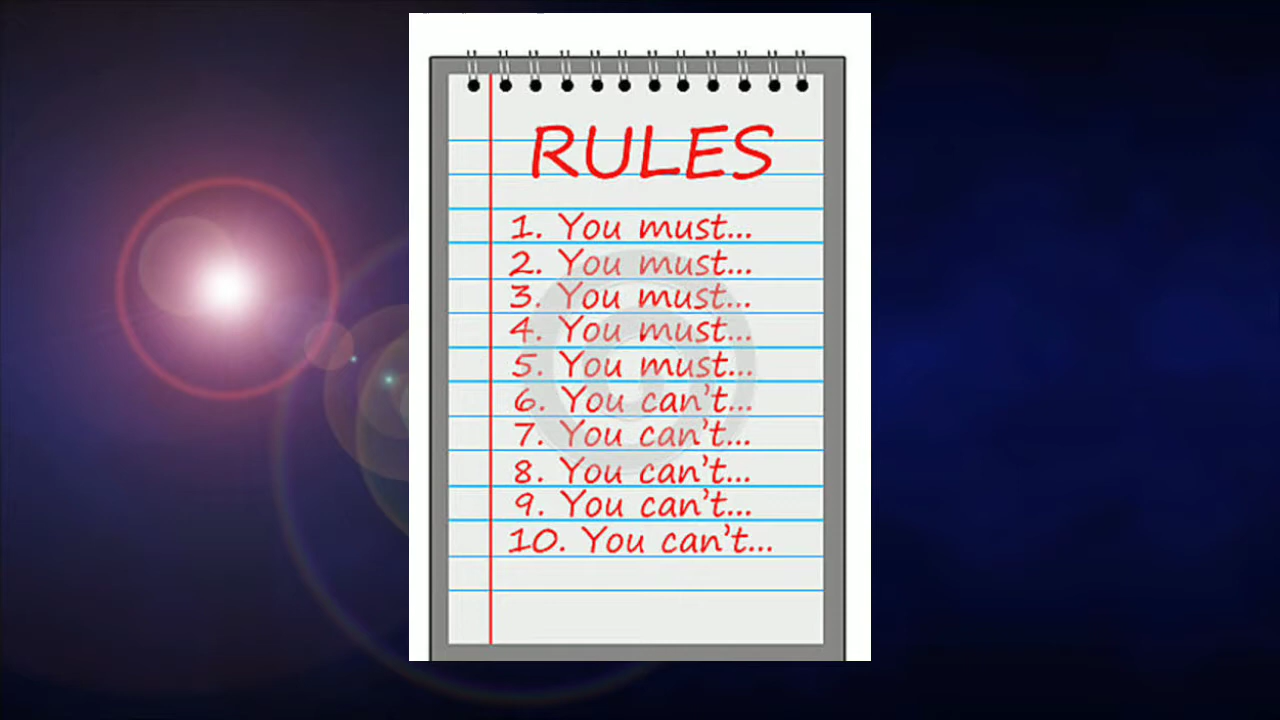 RULES
1. You must...
2. You must...
3. You must...
4. You must...
5. You must...
6. You can't...
7. You can't...
8. You can't...
9. You can't...
10. You can't...